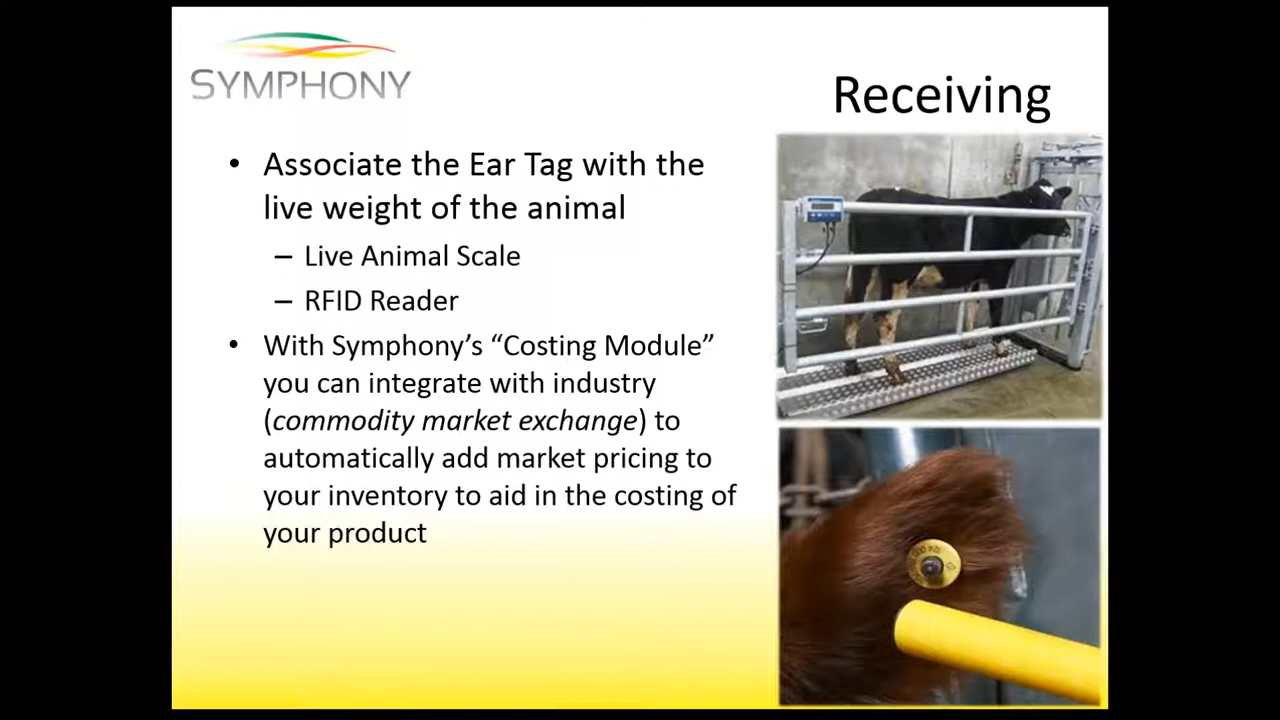 SYMPHONY
Receiving
• Associate the Ear Tag with the
live weight of the animal
– Live Animal Scale
– RFID Reader
• With Symphony’s “Costing Module”
you can integrate with industry
(commodity market exchange) to
automatically add market pricing to
your inventory to aid in the costing of
your product